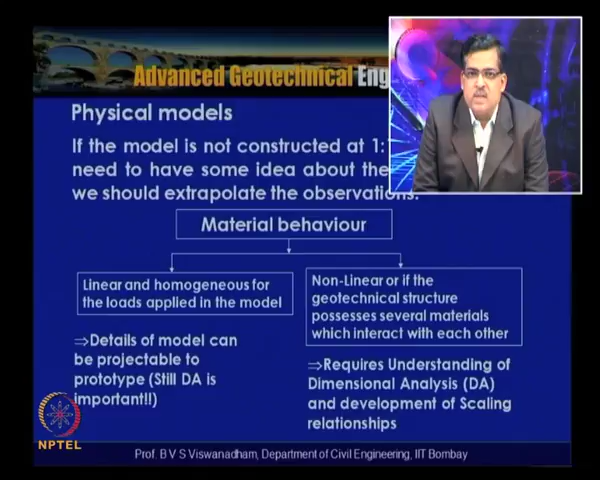 Advanced Geotechnical Eng
Physical models
If the model is not constructed at 1:
need to have some idea about the
we should extrapolate the observations.
Material behaviour
Linear and homogeneous for
the loads applied in the model
Non-Linear or if the
geotechnical structure
possesses several materials
which interact with each other
⇒Details of model can
be projectable to
prototype (Still DA is
important!!)
⇒Requires Understanding of
Dimensional Analysis (DA)
and development of Scaling
relationships
NPTEL
Prof. B V S Viswanadham, Department of Civil Engineering, IIT Bombay